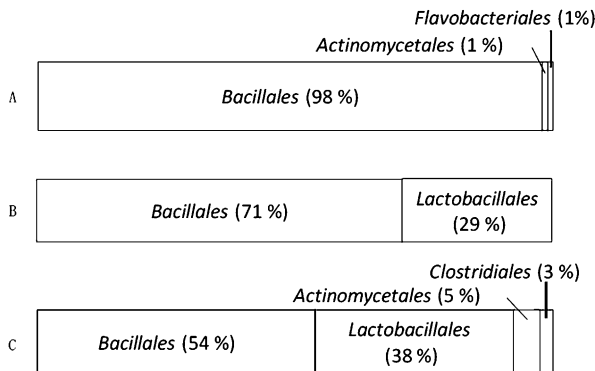 Flavobacteriales (1%)
Actinomycetales (1 %)
A
Bacillales (98 %)
B
Bacillales (71 %)
Lactobacillales
(29 %)
Clostridiales (3 %)
Actinomycetales (5 %)
C
Bacillales (54 %)
Lactobacillales
(38 %)